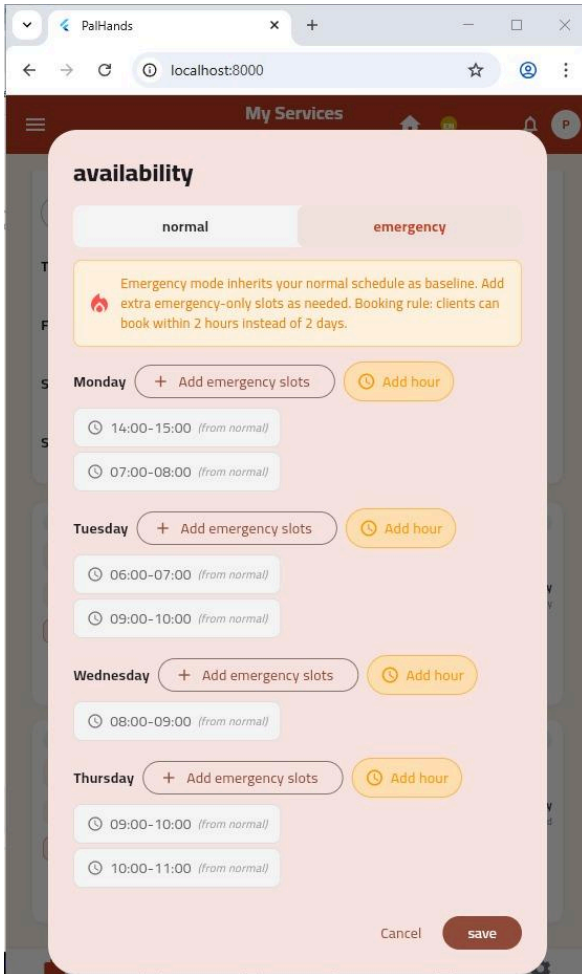 PalHands
localhost:8000
My Services
P
availability
normal
emergency
Emergency mode inherits your normal schedule as baseline. Add
extra emergency-only slots as needed. Booking rule: clients can
book within 2 hours instead of 2 days.
Monday + Add emergency slots Add hour
14:00-15:00 (from normal)
07:00-08:00 (from normal)
Tuesday + Add emergency slots Add hour
06:00-07:00 (from normal)
09:00-10:00 (from normal)
Wednesday + Add emergency slots Add hour
08:00-09:00 (from normal)
Thursday + Add emergency slots Add hour
09:00-10:00 (from normal)
10:00-11:00 (from normal)
Cancel save